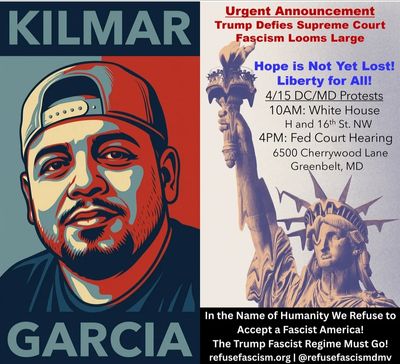 KILMAR
GARCIA
Urgent Announcement
Trump Defies Supreme Court
Fascism Looms Large
Hope is Not Yet Lost!
Liberty for All!
4/15 DC/MD Protests
10AM: White House
H and 16th St. NW
4PM: Fed Court Hearing
6500 Cherrywood Lane
Greenbelt, MD
In the Name of Humanity We Refuse to
Accept a Fascist America!
The Trump Fascist Regime Must Go!
refusefascism.org | @refusefascismdmv